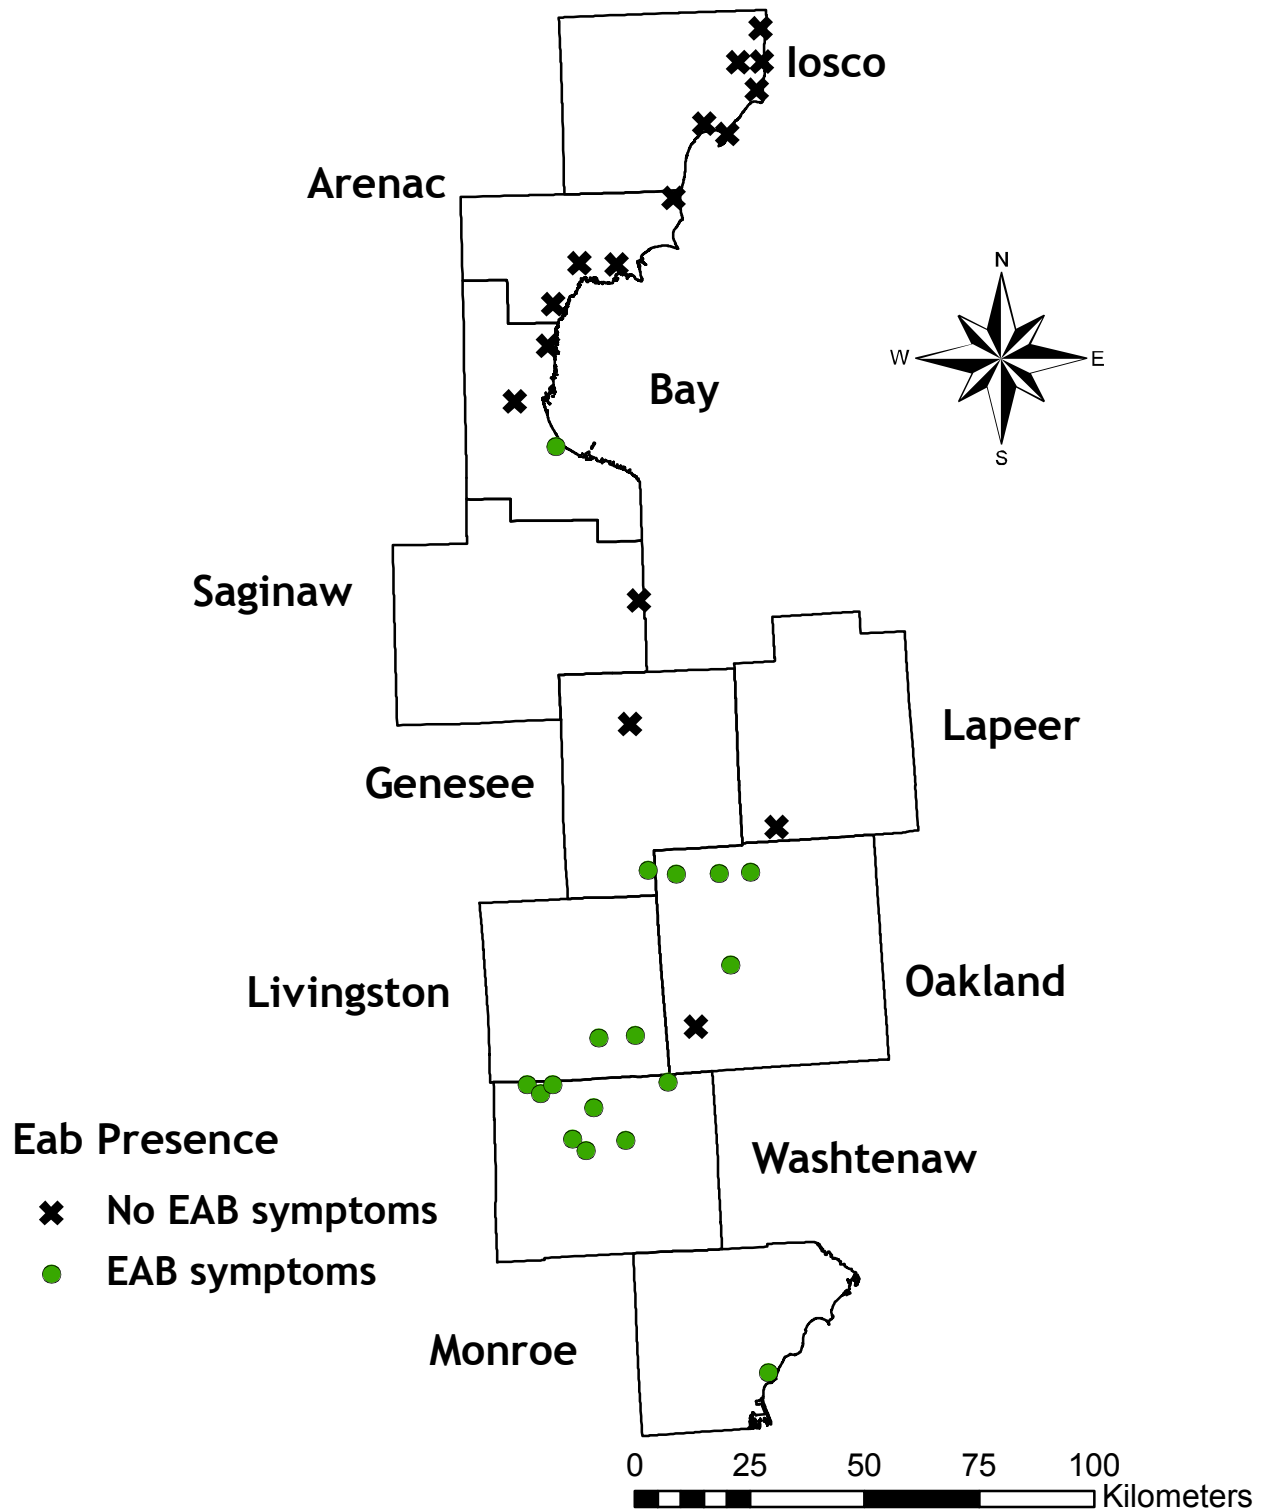 Iosco
Arenac
N
W
E
S
Bay
Saginaw
Lapeer
Genesee
Oakland
Livingston
Eab Presence
No EAB symptoms
EAB symptoms
Washtenaw
Monroe
0 25 50 75 100
Kilometers